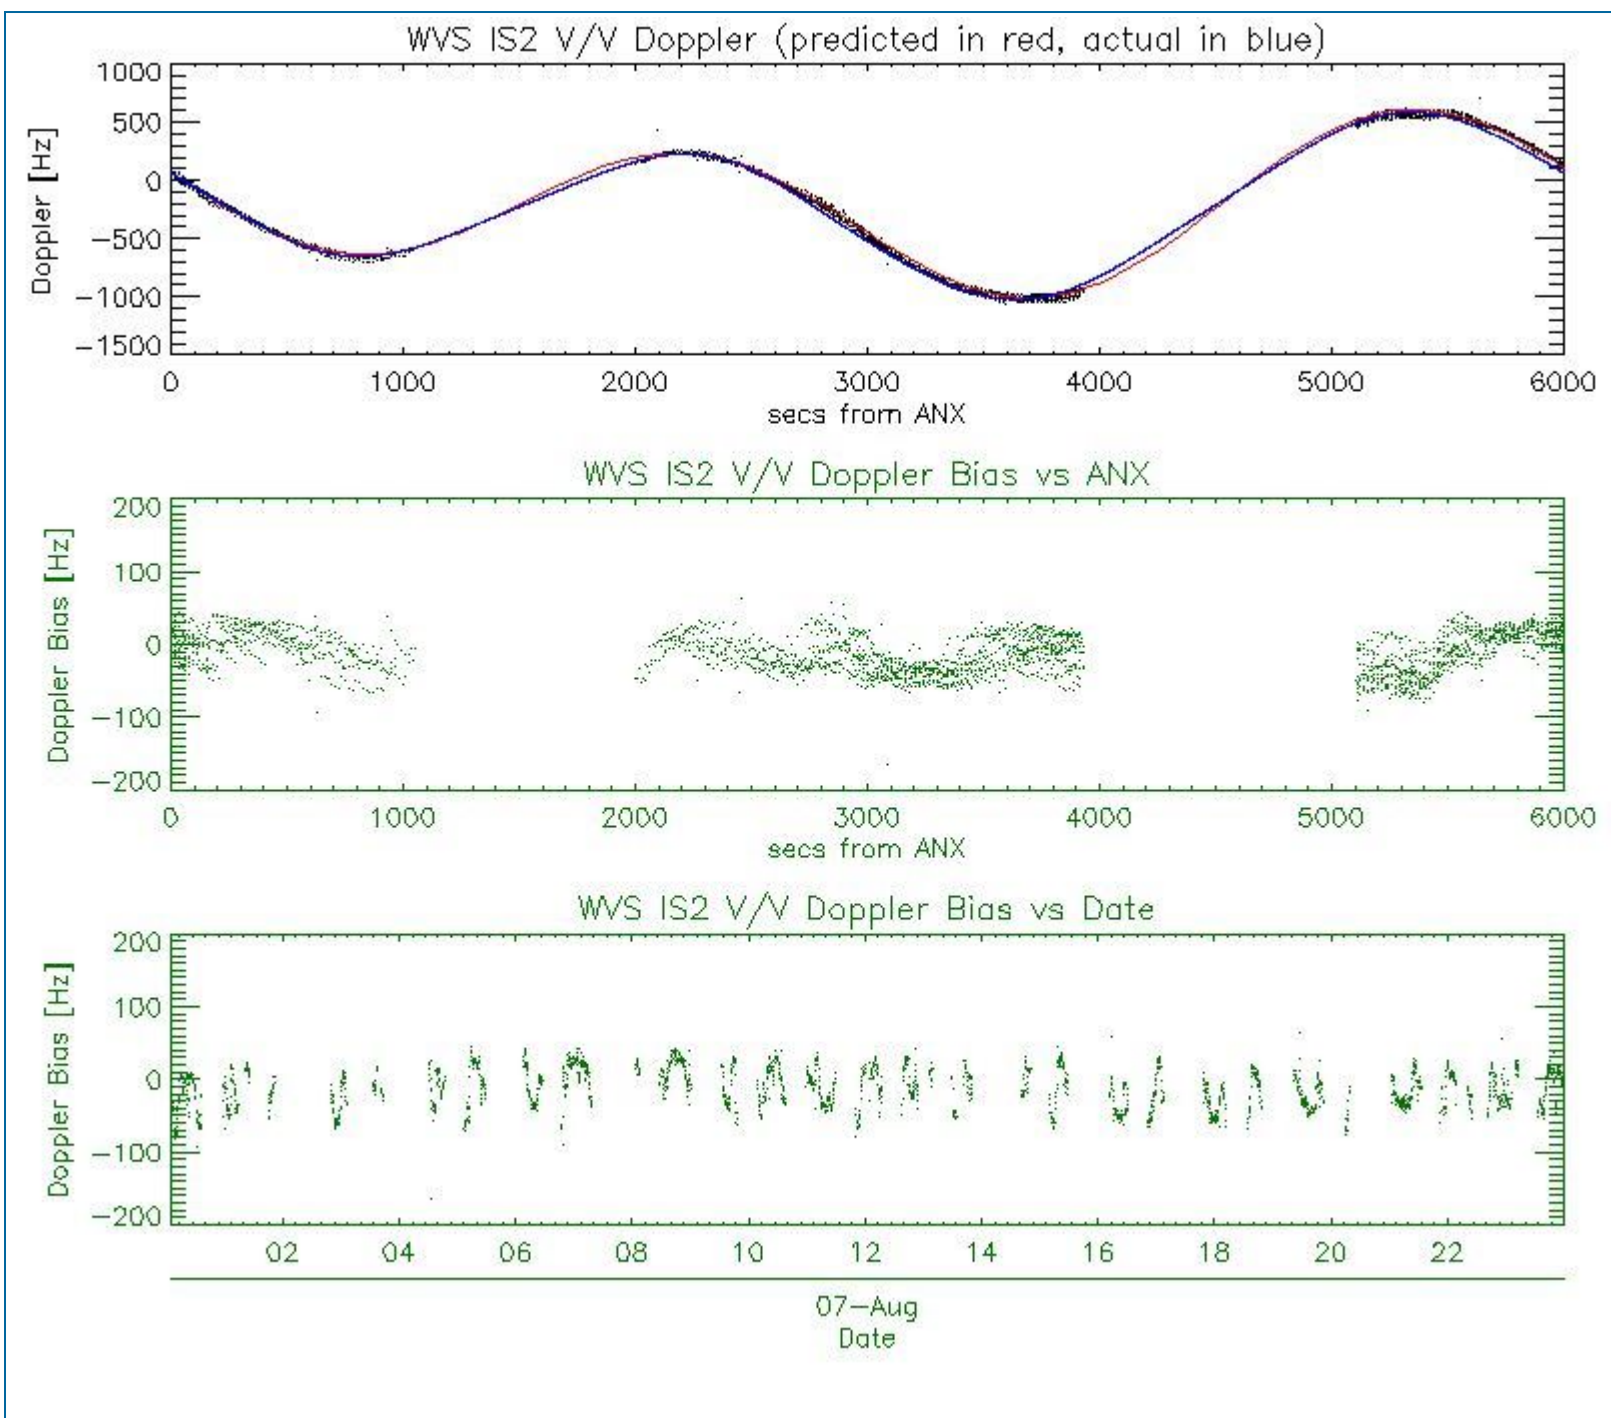 WVS IS2 V/V Doppler (predicted in red, actual in blue)
1000
500
0
−500
−1000
−1500
Doppler [Hz]
0 1000 2000 3000 4000 5000 6000
secs from ANX
WVS IS2 V/V Doppler Bias vs ANX
200
100
0
−100
−200
Doppler Bias [Hz]
0 1000 2000 3000 4000 5000 6000
secs from ANX
WVS IS2 V/V Doppler Bias vs Date
200
100
0
−100
−200
Doppler Bias [Hz]
02 04 06 08 10 12 14 16 18 20 22
07−Aug
Date